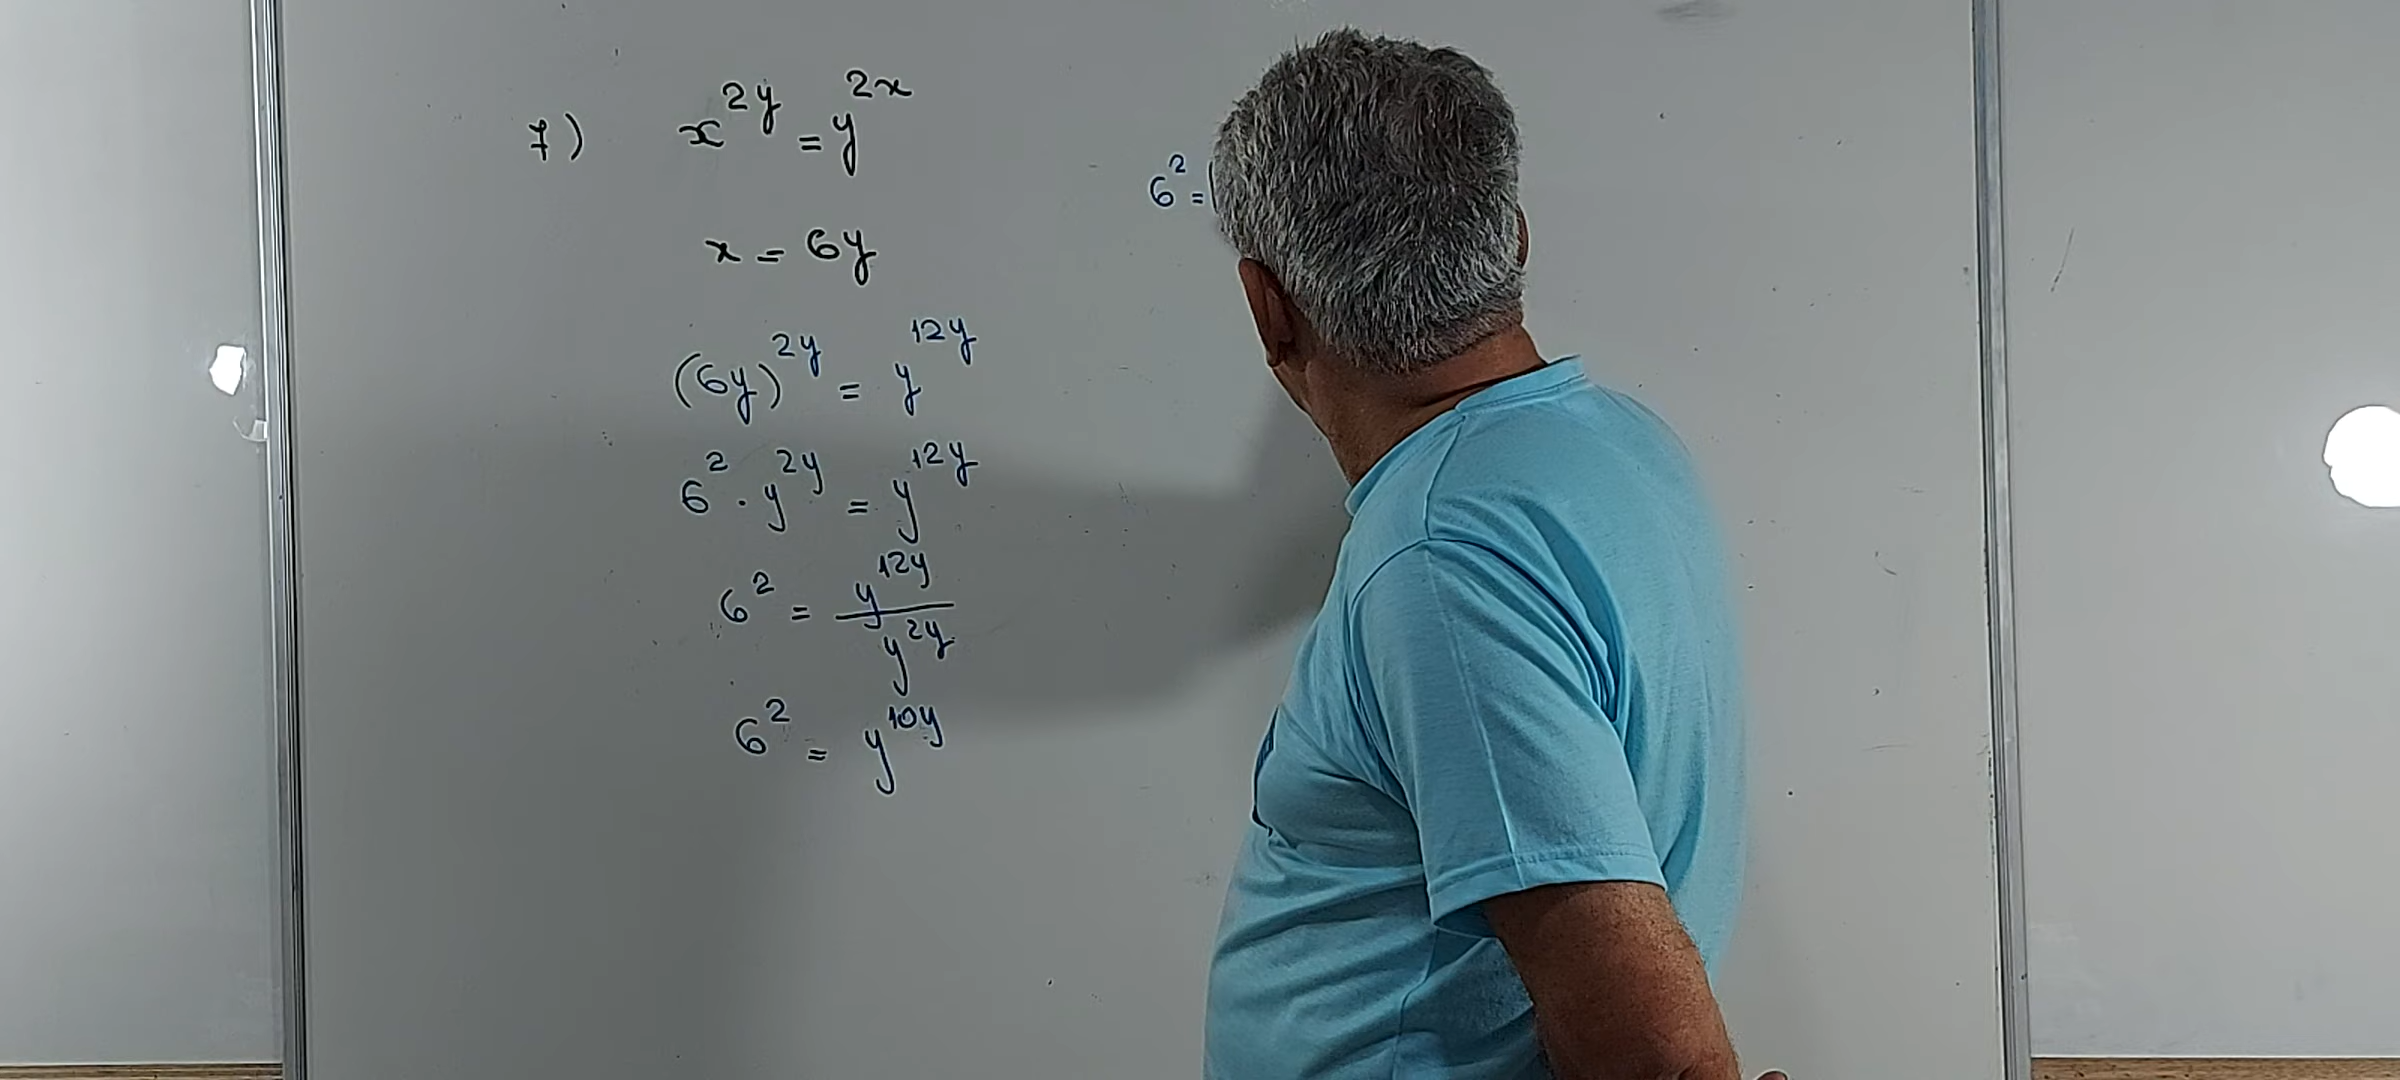 7) x^{2y} = y^{2x}
x = 6y
(6y)^{2y} = y^{12y}
6^2 · y^{2y} = y^{12y}
6^2 = \frac{y^{12y}}{y^{2y}}
6^2 = y^{10y}
6^2 = (